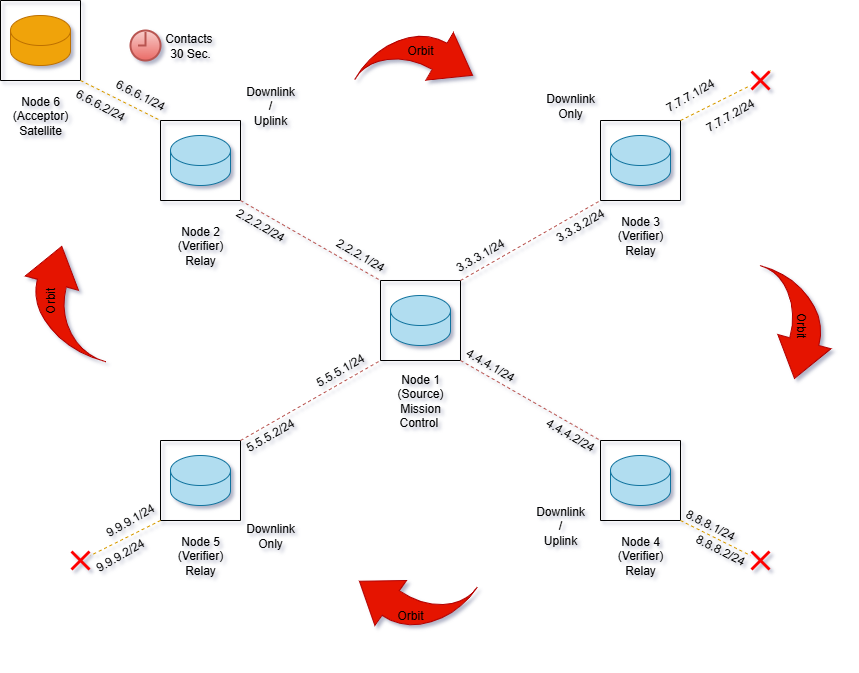 Contacts
30 Sec.
Orbit
Node 6
(Acceptor)
Satellite
6.6.6.1/24
6.6.6.2/24
Downlink
/
Uplink
Downlink
Only
7.7.7.1/24
7.7.7.2/24
Node 2
(Verifier)
Relay
2.2.2.2/24
2.2.2.1/24
3.3.3.1/24
3.3.3.2/24
Node 3
(Verifier)
Relay
Orbit
Orbit
5.5.5.1/24
5.5.5.2/24
Node 1
(Source)
Mission
Control
4.4.4.1/24
4.4.4.2/24
9.9.9.1/24
9.9.9.2/24
Node 5
(Verifier)
Relay
Downlink
Only
Downlink
/
Uplink
Node 4
(Verifier)
Relay
8.8.8.1/24
8.8.8.2/24
Orbit